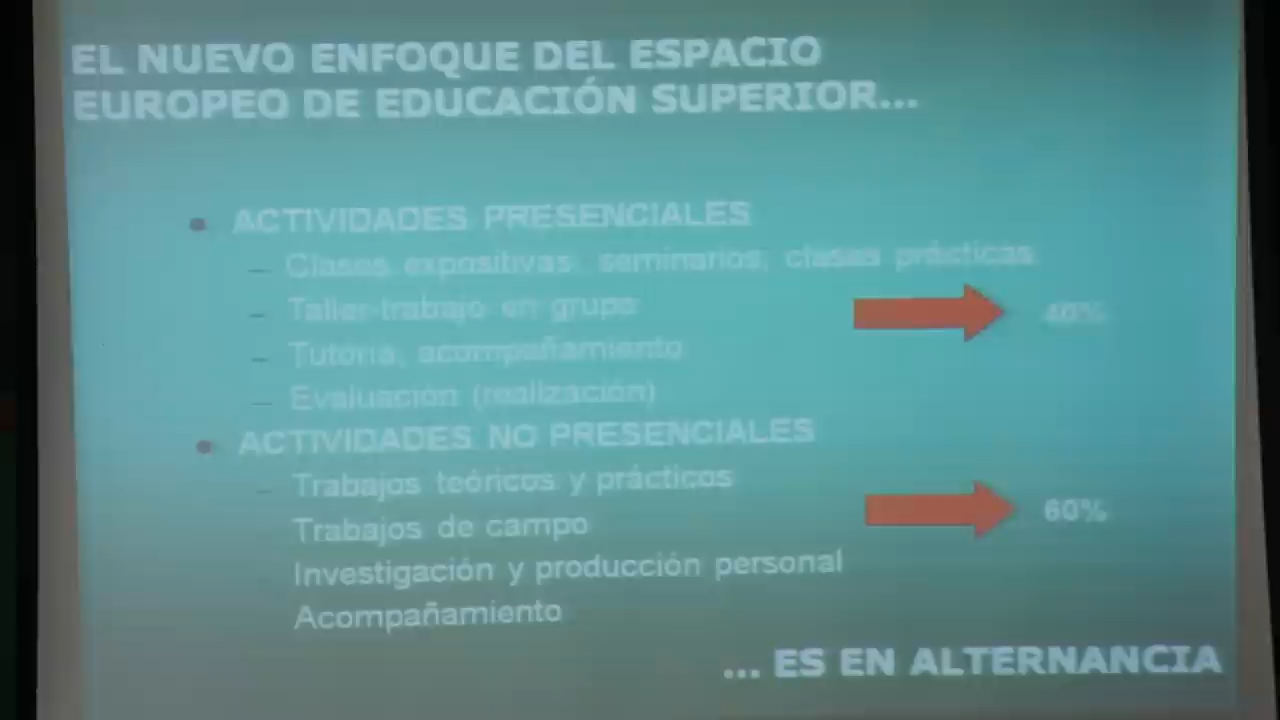 EL NUEVO ENFOQUE DEL ESPACIO
EUROPEO DE EDUCACIÓN SUPERIOR...
• ACTIVIDADES PRESENCIALES
– Clases expositivas, seminarios, clases prácticas
– Taller-trabajo en grupo
40%
– Tutoria, acompañamiento
– Evaluación (realización)
• ACTIVIDADES NO PRESENCIALES
– Trabajos teóricos y prácticos
60%
Trabajos de campo
Investigación y producción personal
Acompañamiento
... ES EN ALTERNANCIA